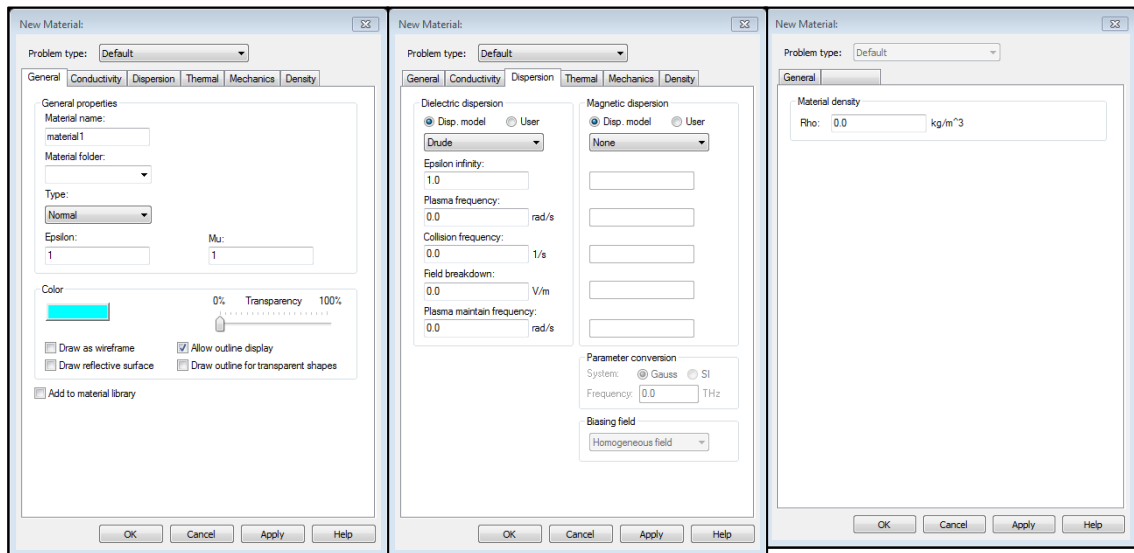 New Material:
Problem type: Default
General Conductivity Dispersion Thermal Mechanics Density
General properties
Material name:
material1
Material folder:
Type:
Normal
Epsilon: Mu:
1 1
Color
0% Transparency 100%
Draw as wireframe Allow outline display
Draw reflective surface Draw outline for transparent shapes
Add to material library
OK Cancel Apply Help
New Material:
Problem type: Default
General Conductivity Dispersion Thermal Mechanics Density
Dielectric dispersion Magnetic dispersion
Disp. model User Disp. model User
Drude None
Epsilon infinity:
1.0
Plasma frequency:
0.0 rad/s
Collision frequency:
0.0 1/s
Field breakdown:
0.0 V/m
Plasma maintain frequency:
0.0 rad/s
Parameter conversion
System: Gauss SI
Frequency: 0.0 THz
Biasing field
Homogeneous field
OK Cancel Apply Help
New Material:
Problem type: Default
General
Material density
Rho: 0.0 kg/m^3
OK Cancel Apply Help